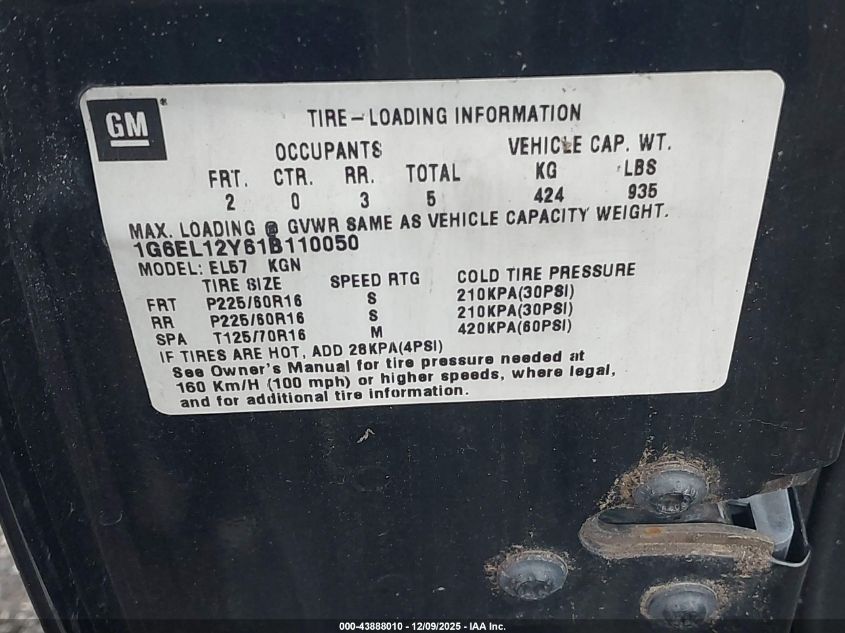 GM
TIRE-LOADING INFORMATION
OCCUPANTS VEHICLE CAP. WT.
FRT. CTR. RR. TOTAL KG LBS
2 0 3 5 424 935
MAX. LOADING @ GVWR SAME AS VEHICLE CAPACITY WEIGHT.
1G6EL12Y61B110050
MODEL: EL57 KGN
TIRE SIZE SPEED RTG COLD TIRE PRESSURE
FRT P225/60R16 S 210KPA(30PSI)
RR P225/60R16 S 210KPA(30PSI)
SPA T125/70R16 M 420KPA(60PSI)
IF TIRES ARE HOT, ADD 28KPA(4PSI)
See Owner's Manual for tire pressure needed at
160 Km/H (100 mph) or higher speeds, where legal,
and for additional tire information.
000-43888010 - 12/09/2025 - IAA Inc.